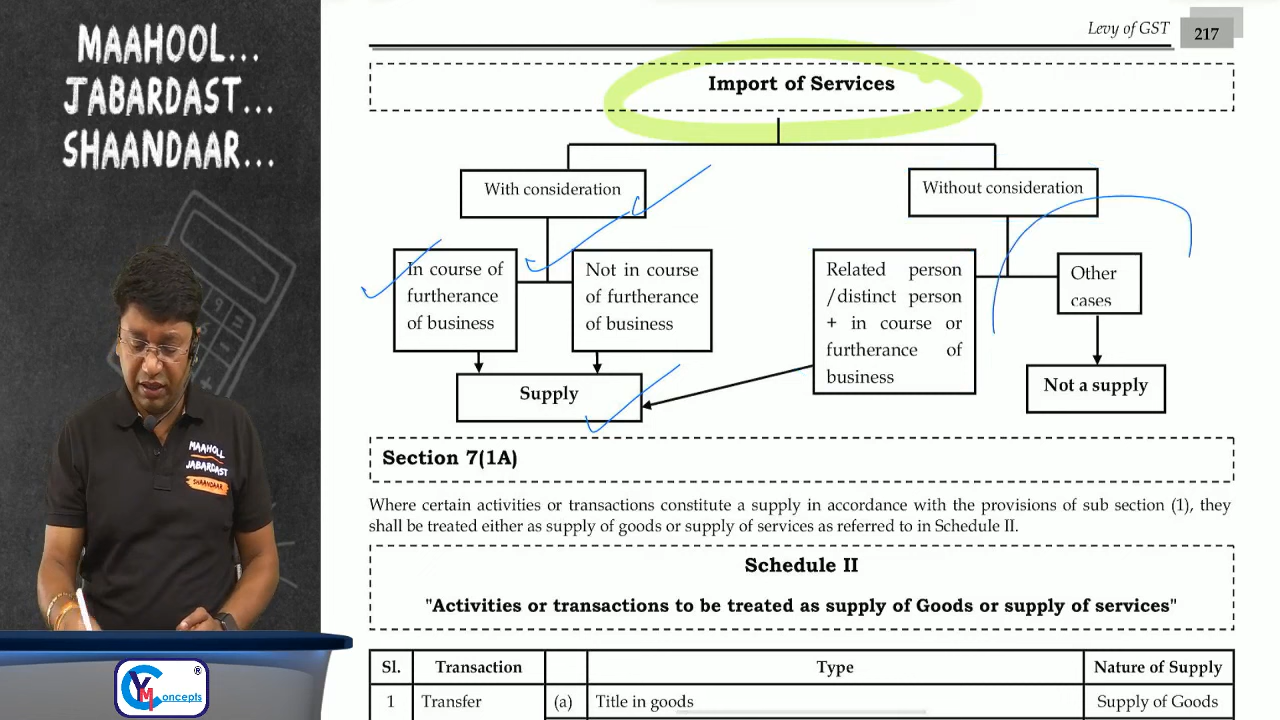 MAAHOOL...
JABARDAST...
SHAANDAAR...
MAAHOLL
JABARDAST
SHAANDAAR
CYM Concepts
®
Levy of GST 217
Import of Services
With consideration
Without consideration
In course of
furtherance
of business
Not in course
of furtherance
of business
Related person
/distinct person
+ in course or
furtherance of
business
Other
cases
Supply
Not a supply
Section 7(1A)
Where certain activities or transactions constitute a supply in accordance with the provisions of sub section (1), they
shall be treated either as supply of goods or supply of services as referred to in Schedule II.
Schedule II
"Activities or transactions to be treated as supply of Goods or supply of services"
Sl. Transaction Type Nature of Supply
1 Transfer (a) Title in goods Supply of Goods